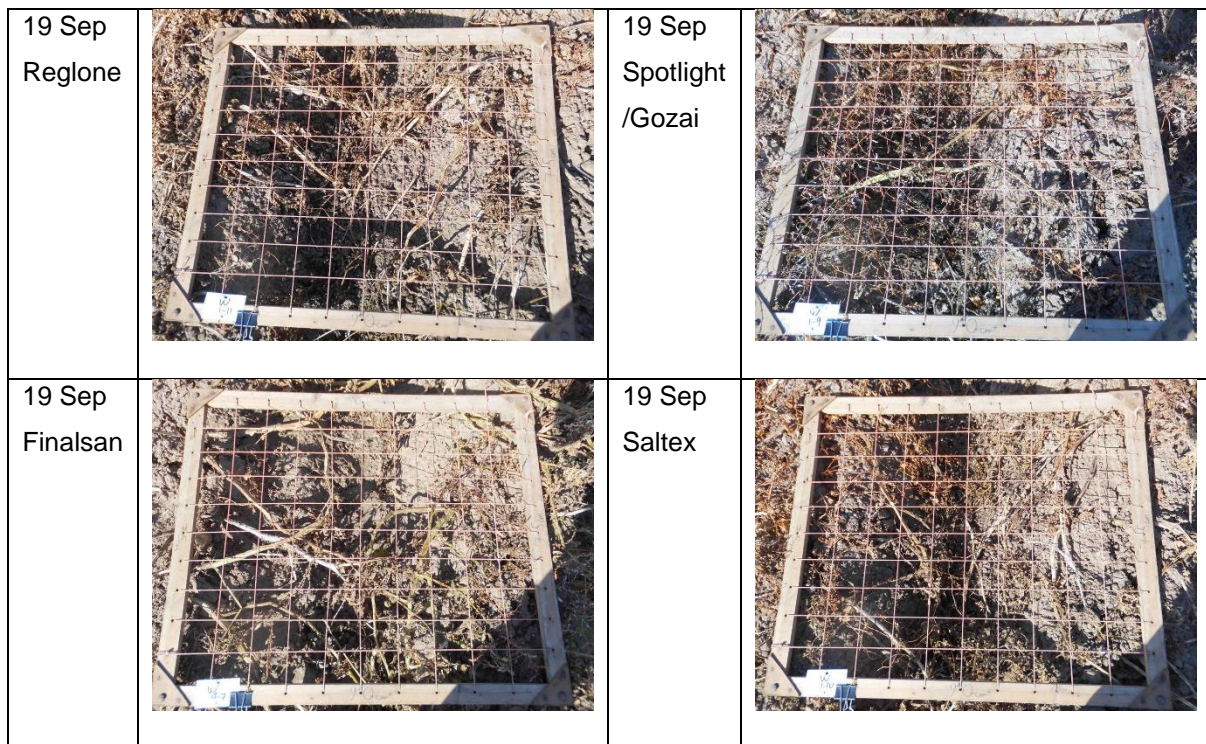 19 Sep
Reglone
19 Sep
Spotlight
/Gozai
19 Sep
Finalsan
19 Sep
Saltex